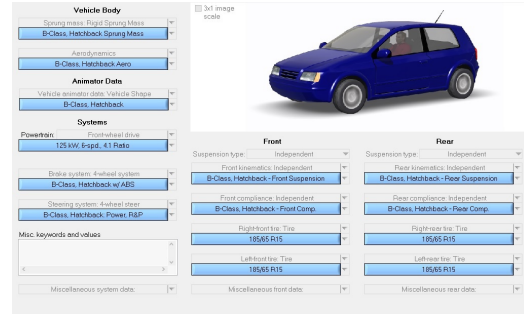 Vehicle Body
Sprung mass: Rigid Sprung Mass
B-Class, Hatchback Sprung Mass
Aerodynamics
B-Class, Hatchback Aero
Animator Data
Vehicle animator data: Vehicle Shape
B-Class, Hatchback
Systems
Powertrain: Front-wheel drive
125 kW, 6-spd., 4.1 Ratio
Brake system: 4-wheel system
B-Class, Hatchback w/ ABS
Steering system: 4-wheel steer
B-Class, Hatchback: Power, R&P
Misc. keywords and values
Miscellaneous system data:
3x1 image
scale
Front
Suspension type: Independent
Front kinematics: Independent
B-Class, Hatchback - Front Suspension
Front compliance: Independent
B-Class, Hatchback - Front Comp.
Right-front tire: Tire
185/65 R15
Left-front tire: Tire
185/65 R15
Miscellaneous front data:
Rear
Suspension type: Independent
Rear kinematics: Independent
B-Class, Hatchback - Rear Suspension
Rear compliance: Independent
B-Class, Hatchback - Rear Comp.
Right-rear tire: Tire
185/65 R15
Left-rear tire: Tire
185/65 R15
Miscellaneous rear data: